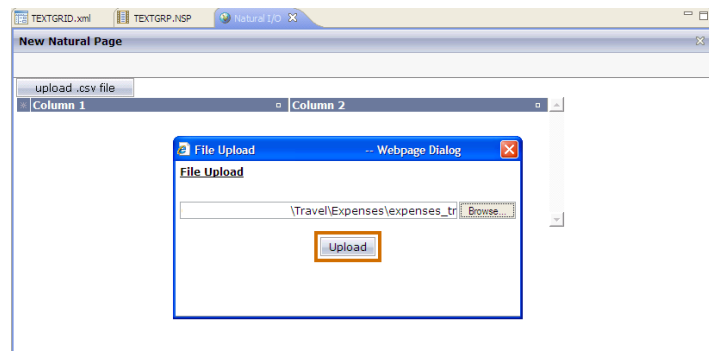 TEXTGRID.xml TEXTGRP.NSP Natural I/O
New Natural Page
upload .csv file
Column 1 Column 2
File Upload -- Webpage Dialog
File Upload
\Travel\Expenses\expenses_tr Browse...
Upload